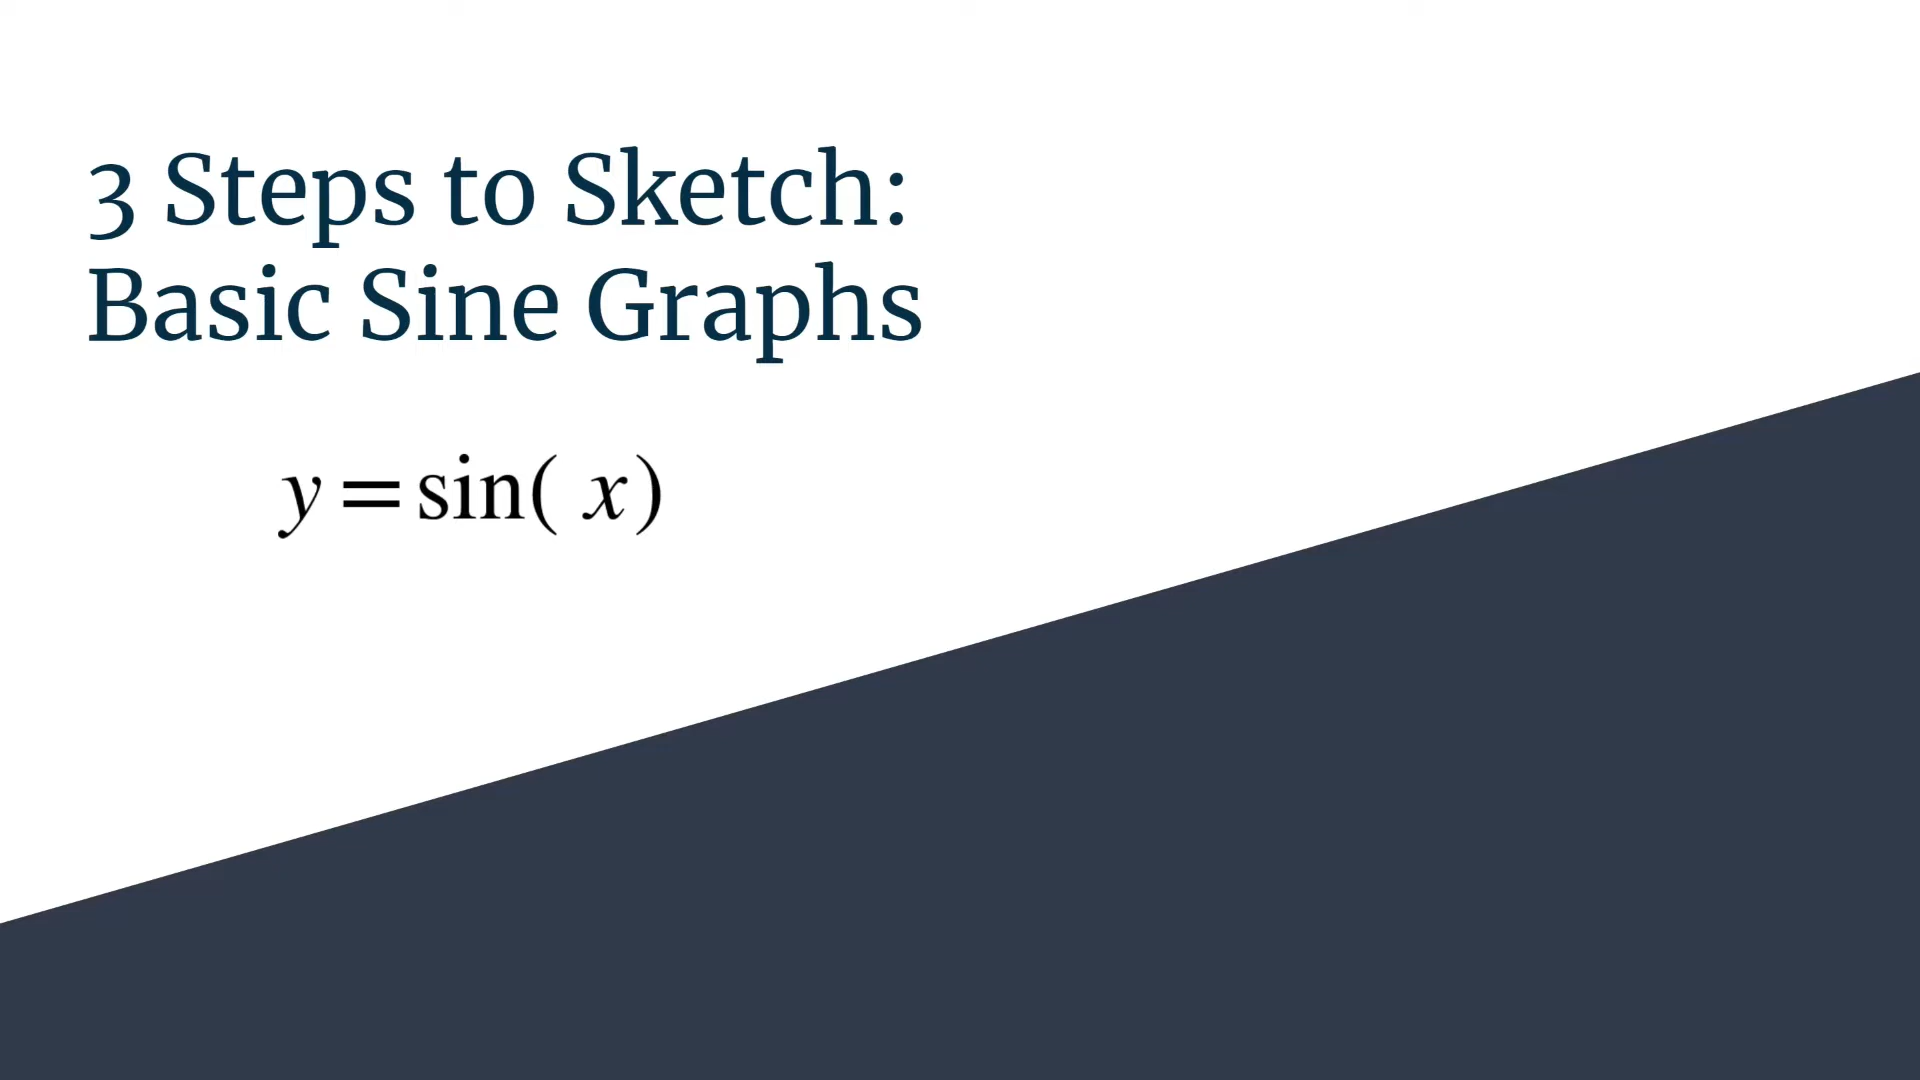 3 Steps to Sketch:
Basic Sine Graphs
y = sin( x)